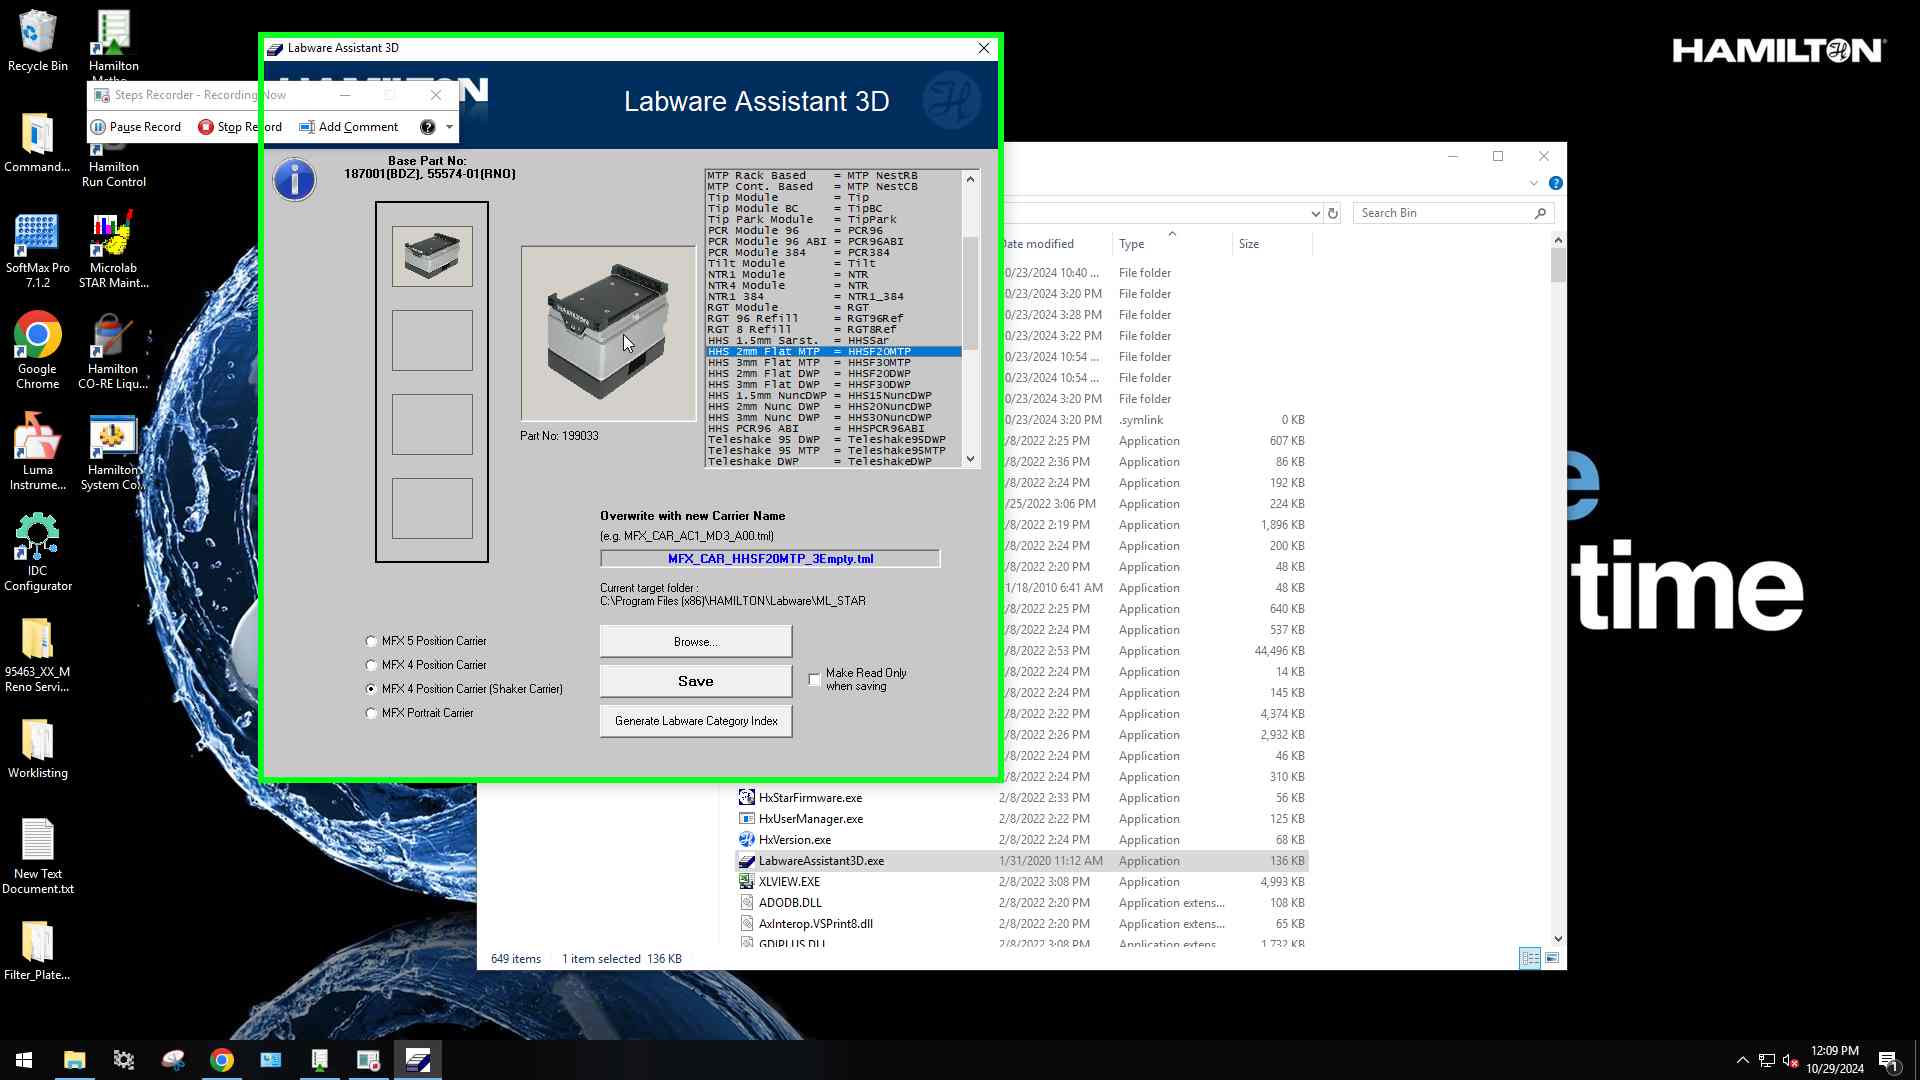 Recycle Bin
Hamilton
Command...
Hamilton
Run Control
SoftMax Pro
7.1.2
Microlab
STAR Maint...
Google
Chrome
Hamilton
CO-RE Liqu...
Luma
Instrume...
Hamilton
System Co...
IDC
Configurator
95463_XX_M
Reno Servi...
Worklisting
New Text
Document.txt
Filter_Plate...
HAMILTON
time
Labware Assistant 3D
Labware Assistant 3D
Steps Recorder - Recording Now
Pause Record
Stop Record
Add Comment
Base Part No:
187001(BDZ), 55574-01(RNO)
HAMILTON
Part No: 199033
MTP Rack Based = MTP NestRB
MTP Cont. Based = MTP NestCB
Tip Module = Tip
Tip Module BC = TipBC
Tip Park Module = TipPark
PCR Module 96 = PCR96
PCR Module 96 ABI = PCR96ABI
PCR Module 384 = PCR384
Tilt Module = Tilt
NTR1 Module = NTR
NTR4 Module = NTR
NTR1 384 = NTR1_384
RGT Module = RGT
RGT 96 Refill = RGT96Ref
RGT 8 Refill = RGT8Ref
HHS 1.5mm Sarst. = HHSSar
HHS 2mm Flat MTP = HHSF20MTP
HHS 3mm Flat MTP = HHSF30MTP
HHS 2mm Flat DWP = HHSF20DWP
HHS 3mm Flat DWP = HHSF30DWP
HHS 1.5mm NuncDWP = HHS15NuncDWP
HHS 2mm Nunc DWP = HHS20NuncDWP
HHS 3mm Nunc DWP = HHS30NuncDWP
HHS PCR96 ABI = HHSPCR96ABI
Teleshake 95 DWP = Teleshake95DWP
Teleshake 95 MTP = Teleshake95MTP
Teleshake DWP = TeleshakeDWP
Overwrite with new Carrier Name
(e.g. MFX_CAR_AC1_MD3_A00.tml)
MFX_CAR_HHSF20MTP_3Empty.tml
Current target folder :
C:\Program Files (x86)\HAMILTON\Labware\ML_STAR
MFX 5 Position Carrier
MFX 4 Position Carrier
MFX 4 Position Carrier (Shaker Carrier)
MFX Portrait Carrier
Browse...
Save
Generate Labware Category Index
Make Read Only
when saving
Search Bin
Date modified Type Size
0/23/2024 10:40 ... File folder
0/23/2024 3:20 PM File folder
0/23/2024 3:28 PM File folder
0/23/2024 3:22 PM File folder
0/23/2024 10:54 ... File folder
0/23/2024 10:54 ... File folder
0/23/2024 3:20 PM File folder
0/23/2024 3:20 PM .symlink 0 KB
/8/2022 2:25 PM Application 607 KB
/8/2022 2:36 PM Application 86 KB
/8/2022 2:24 PM Application 192 KB
/25/2022 3:06 PM Application 224 KB
/8/2022 2:19 PM Application 1,896 KB
/8/2022 2:24 PM Application 200 KB
/8/2022 2:20 PM Application 48 KB
1/18/2010 6:41 AM Application 48 KB
/8/2022 2:25 PM Application 640 KB
/8/2022 2:24 PM Application 537 KB
/8/2022 2:53 PM Application 44,496 KB
/8/2022 2:24 PM Application 14 KB
/8/2022 2:24 PM Application 145 KB
/8/2022 2:22 PM Application 4,374 KB
/8/2022 2:26 PM Application 2,932 KB
/8/2022 2:24 PM Application 46 KB
/8/2022 2:24 PM Application 310 KB
HxStarFirmware.exe 2/8/2022 2:33 PM Application 56 KB
HxUserManager.exe 2/8/2022 2:22 PM Application 125 KB
HxVersion.exe 2/8/2022 2:24 PM Application 68 KB
LabwareAssistant3D.exe 1/31/2020 11:12 AM Application 136 KB
XLVIEW.EXE 2/8/2022 3:08 PM Application 4,993 KB
ADODB.DLL 2/8/2022 2:20 PM Application extens... 108 KB
AxInterop.VSPrint8.dll 2/8/2022 2:20 PM Application extens... 65 KB
GDIPLUS.DLL 2/8/2022 3:08 PM Application extens... 1,732 KB
649 items 1 item selected 136 KB
12:09 PM
10/29/2024
1